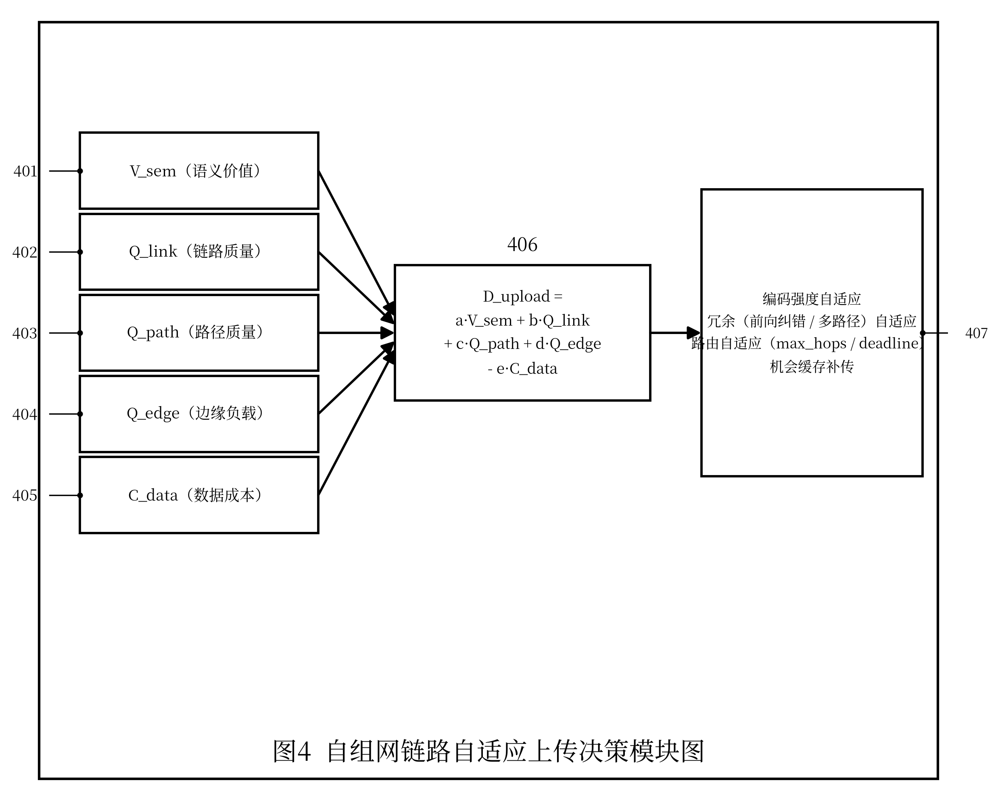 401
V_sem（语义价值）
402
Q_link（链路质量）
403
Q_path（路径质量）
404
Q_edge（边缘负载）
405
C_data（数据成本）
406
D_upload =
a·V_sem + b·Q_link
+ c·Q_path + d·Q_edge
- e·C_data
编码强度自适应
冗余（前向纠错 / 多路径）自适应
路由自适应（max_hops / deadline）
机会缓存补传
407
图4 自组网链路自适应上传决策模块图